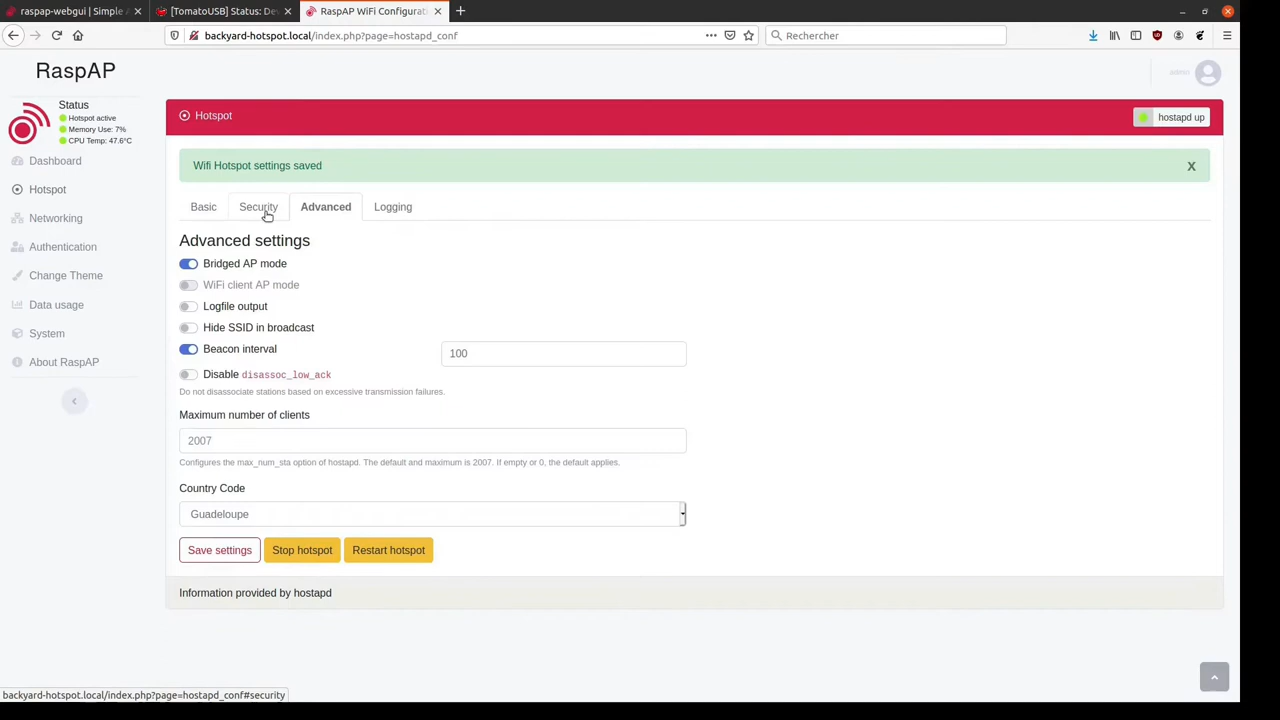 raspap-webgui | Simple A
[TomatoUSB] Status: Dev
RaspAP WiFi Configurati
backyard-hotspot.local/index.php?page=hostapd_conf
Rechercher
RaspAP
admin
Status
Hotspot active
Memory Use: 7%
CPU Temp: 47.6°C
Dashboard
Hotspot
Networking
Authentication
Change Theme
Data usage
System
About RaspAP
Hotspot
hostapd up
Wifi Hotspot settings saved
X
Basic
Security
Advanced
Logging
Advanced settings
Bridged AP mode
WiFi client AP mode
Logfile output
Hide SSID in broadcast
Beacon interval
100
Disable disassoc_low_ack
Do not disassociate stations based on excessive transmission failures.
Maximum number of clients
2007
Configures the max_num_sta option of hostapd. The default and maximum is 2007. If empty or 0, the default applies.
Country Code
Guadeloupe
Save settings
Stop hotspot
Restart hotspot
Information provided by hostapd
backyard-hotspot.local/index.php?page=hostapd_conf#security